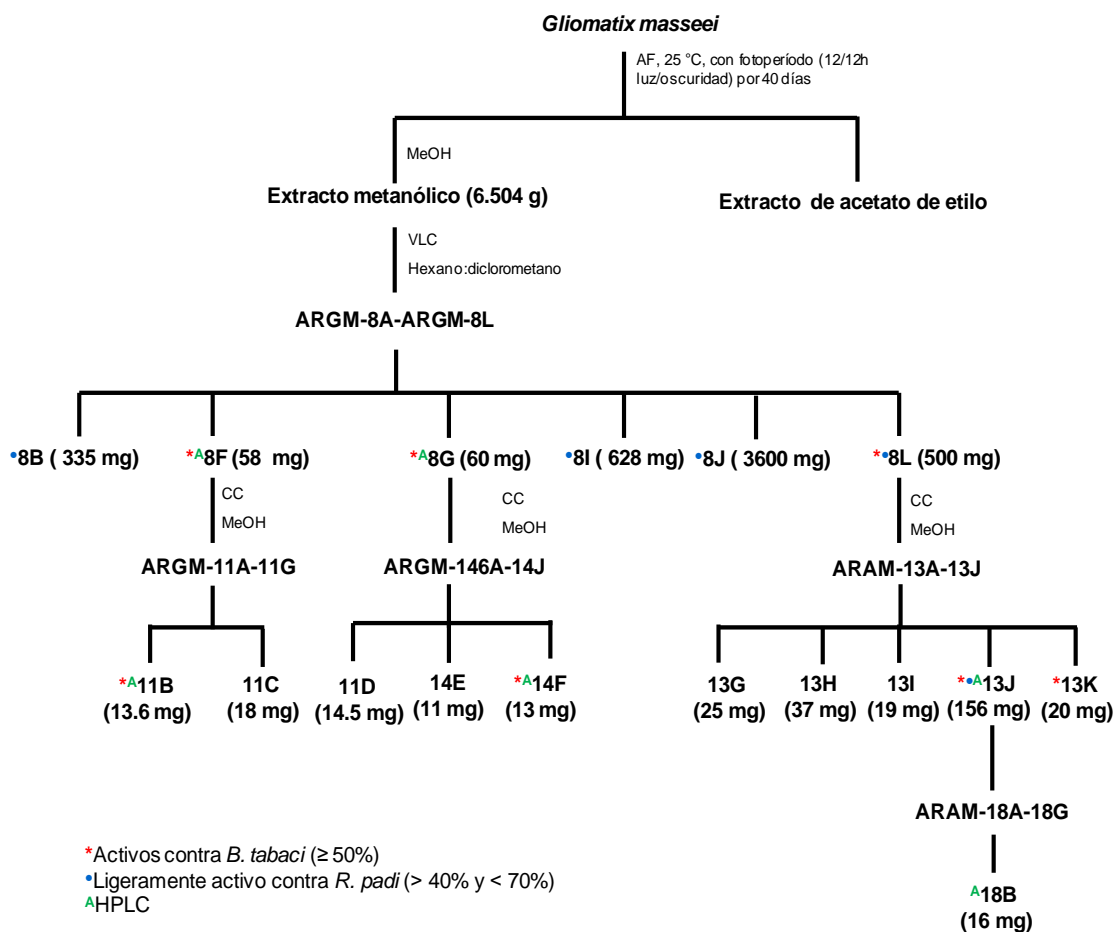 Gliomatix masseei
AF, 25 °C, con fotoperíodo (12/12h
luz/oscuridad) por 40 días
MeOH
Extracto metanólico (6.504 g)
Extracto de acetato de etilo
VLC
Hexano:diclorometano
ARGM-8A-ARGM-8L
•8B ( 335 mg)
*A8F (58 mg)
*A8G (60 mg)
•8I ( 628 mg)
•8J ( 3600 mg)
*•8L (500 mg)
CC
MeOH
CC
MeOH
CC
MeOH
ARGM-11A-11G
ARGM-146A-14J
ARAM-13A-13J
*A11B
(13.6 mg)
11C
(18 mg)
11D
(14.5 mg)
14E
(11 mg)
*A14F
(13 mg)
13G
(25 mg)
13H
(37 mg)
13I
(19 mg)
*•A13J
(156 mg)
*13K
(20 mg)
ARAM-18A-18G
A18B
(16 mg)
*Activos contra B. tabaci (≥ 50%)
•Ligeramente activo contra R. padi (> 40% y < 70%)
AHPLC